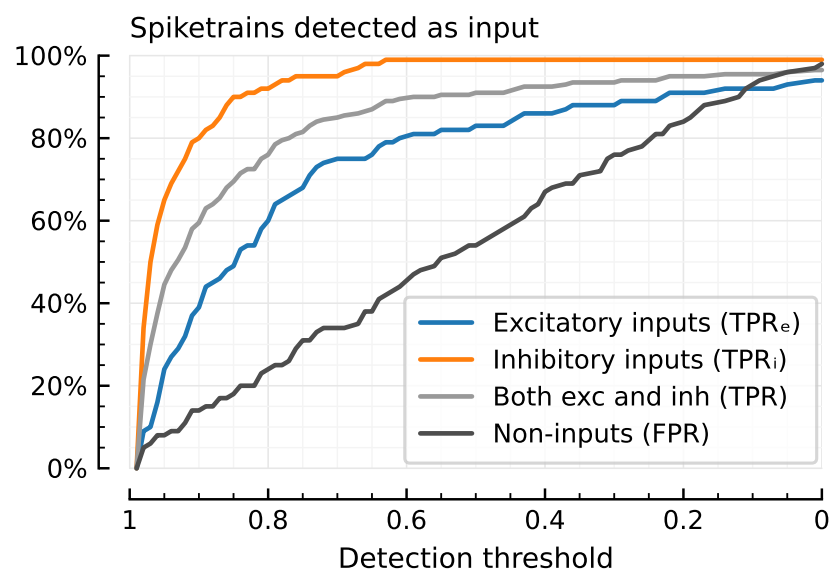 Spiketrains detected as input
100%
80%
60%
40%
20%
0%
Excitatory inputs (TPRₑ)
Inhibitory inputs (TPRᵢ)
Both exc and inh (TPR)
Non-inputs (FPR)
1 0.8 0.6 0.4 0.2 0
Detection threshold